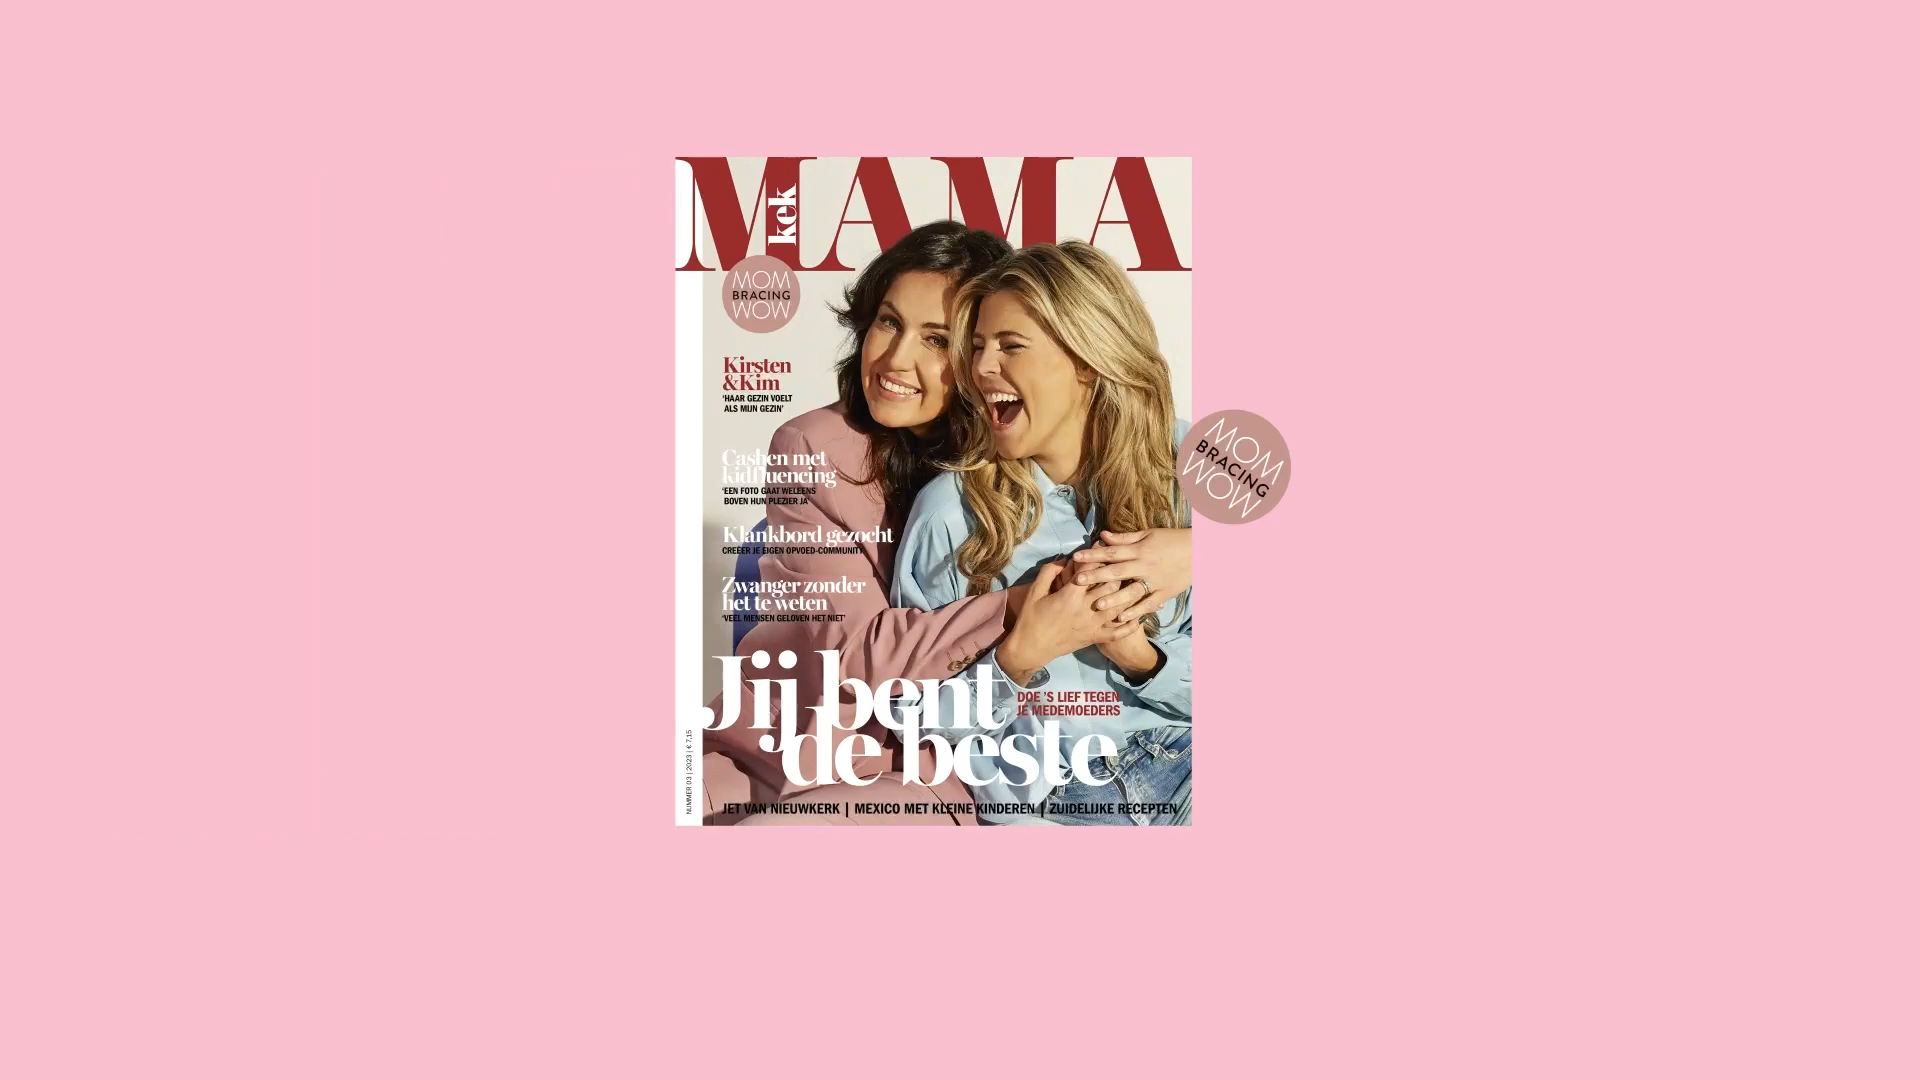 MAMA
kek
MOM
BRACING
WOW
Kirsten
&Kim
'HAAR GEZIN VOELT
ALS MIJN GEZIN'
Cashen met
kidfluencing
'EEN FOTO GAAT WELEENS
BOVEN HUN PLEZIER JA'
Klankbord gezocht
CREËER JE EIGEN OPVOED-COMMUNITY
Zwanger zonder
het te weten
'VEEL MENSEN GELOVEN HET NIET'
Jij bent
de beste
DOE 'S LIEF TEGEN
JE MEDEMOEDERS
JET VAN NIEUWKERK | MEXICO MET KLEINE KINDEREN | ZUIDELIJKE RECEPTEN
NUMMER 03 | 2023 | € 7,15
MOM
BRACING
WOW